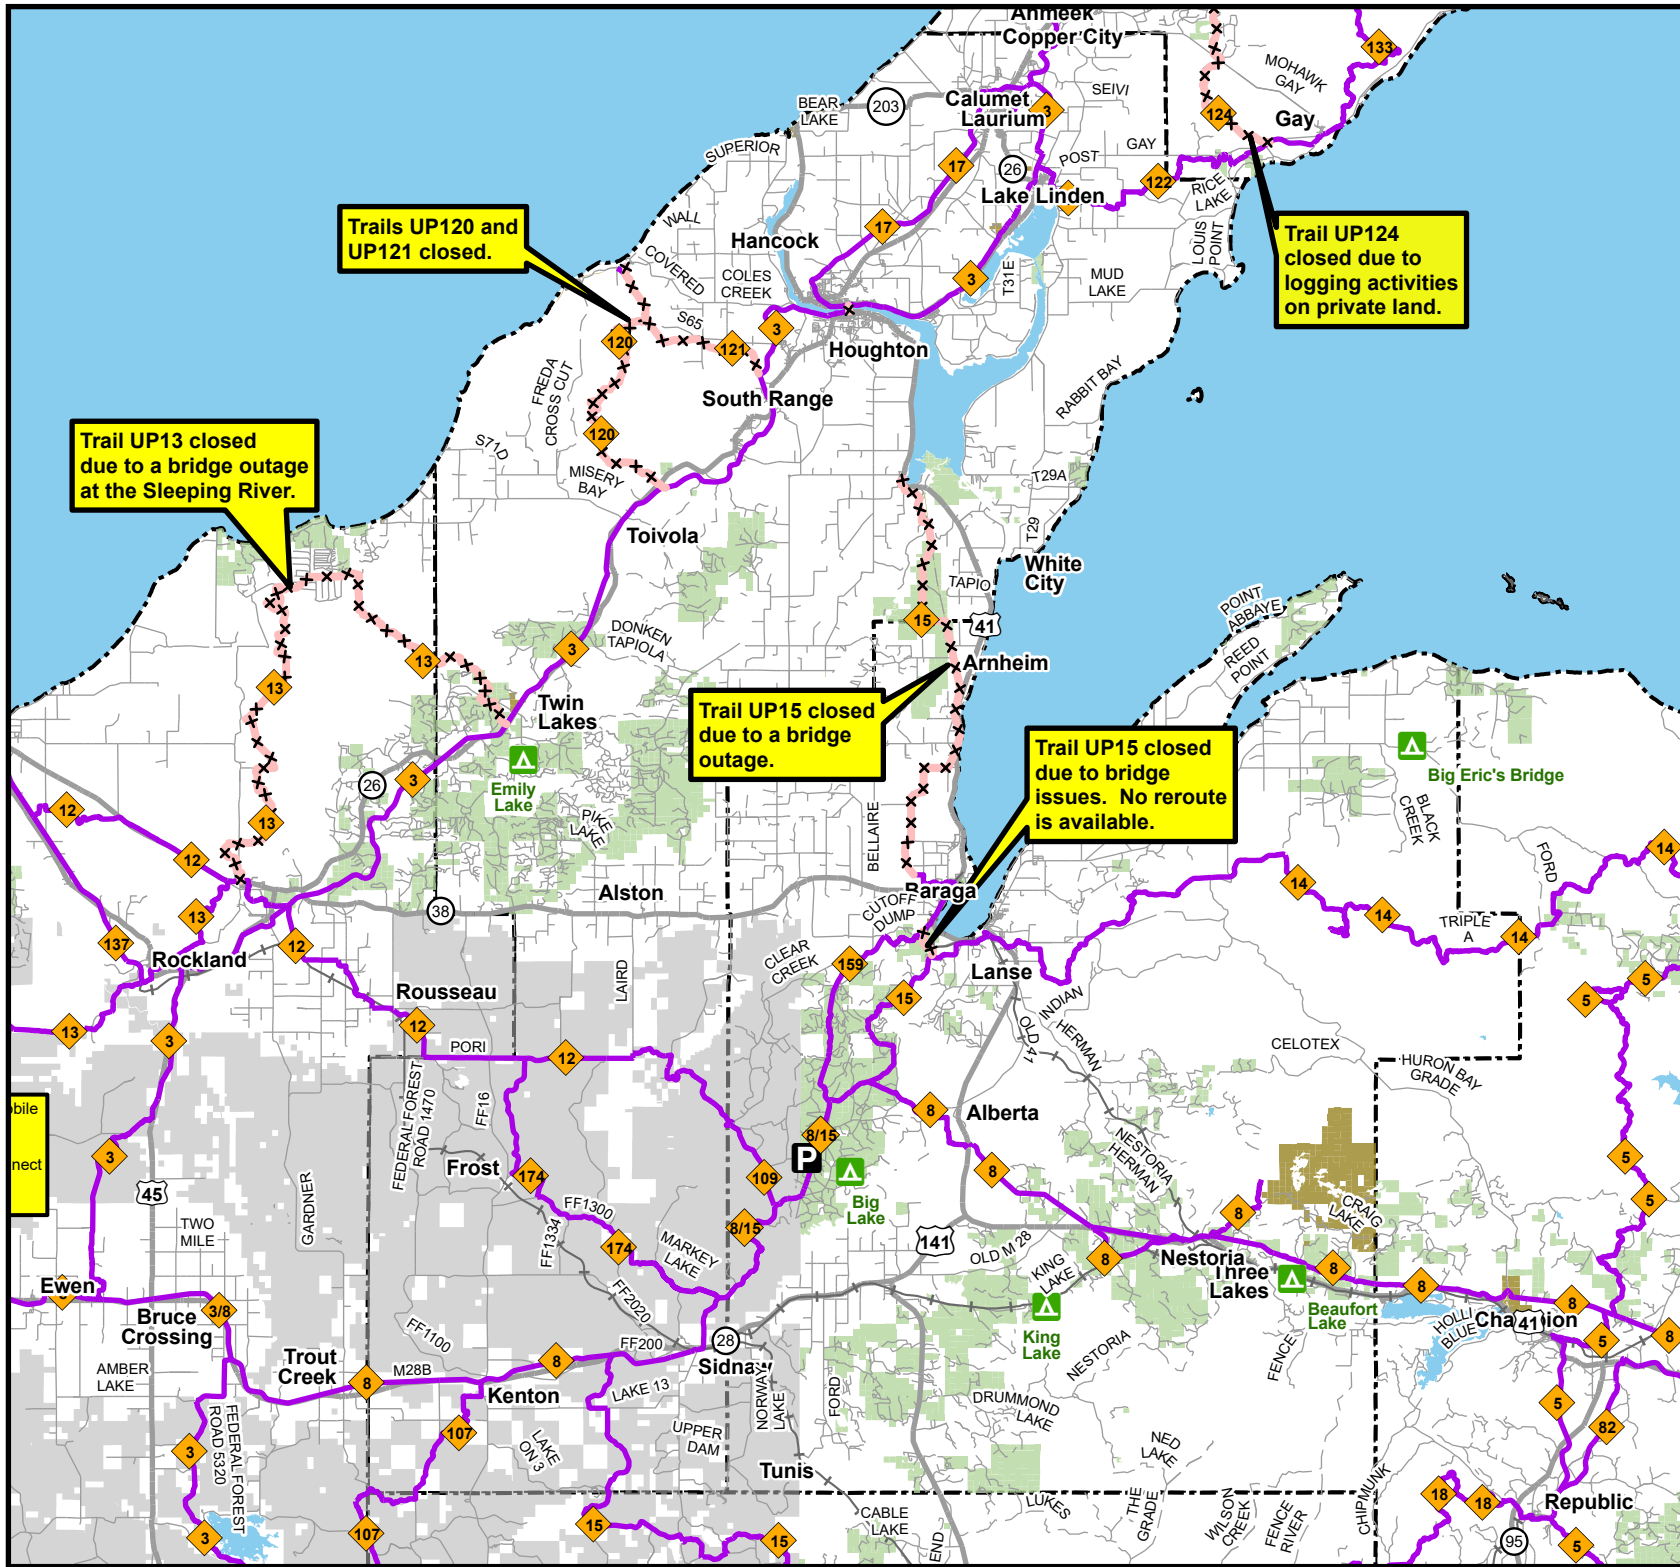 Ahmeek
Copper City
133
MOHAWK
GAY
BEAR
LAKE
203
Calumet
Laurium
3
SEIVI
124
Gay
SUPERIOR
17
26
POST
GAY
122
RICE
LAKE
Lake Linden
Trails UP120 and
UP121 closed.
WALL
COVERED
Hancock
17
COLES
CREEK
3
T31E
MUD
LAKE
LOUIS
POINT
Trail UP124
closed due to
logging activities
on private land.
S65
120
121
3
Houghton
FREDA
CROSS CUT
South Range
RABBIT BAY
Trail UP13 closed
due to a bridge outage
at the Sleeping River.
S71D
120
MISERY
BAY
T29A
Toivola
T29
White
City
TAPIO
POINT
ABBAYE
REED
POINT
15
41
DONKEN
TAPIOLA
3
13
13
Arnheim
Twin
Lakes
Trail UP15 closed
due to a bridge
outage.
Trail UP15 closed
due to bridge
issues.  No reroute
is available.
Big Eric's Bridge
Emily
Lake
26
3
12
13
PIKE
LAKE
BELLAIRE
BLACK
CREEK
FORD
14
12
14
Alston
Baraga
38
CUTOFF
DUMP
13
14
TRIPLE
A
14
137
12
Rockland
CLEAR
CREEK
159
Lanse
LAIRD
Rousseau
15
INDIAN
5
5
13
3
12
OLD 41
HERMAN
PORI
12
CELOTEX
HURON BAY
GRADE
FEDERAL FOREST
ROAD 1470
FF16
8
Alberta
8/15
P
NESTORIA
HERMAN
3
Frost
174
109
8
Big
Lake
5
45
GARDNER
FF1300
8
CRAIG
LAKE
5
TWO
MILE
FF1334
174
MARKEY
LAKE
8/15
141
OLD M 28
KING
LAKE
8
Nestoria
Three
Lakes
8
Beaufort
Lake
8
Ewen
3/8
Bruce
Crossing
FF2020
King
Lake
8
HOLLI
BLUE
Champion
41
5
8
FF1100
FF200
28
Sidnaw
NESTORIA
FENCE
Trout
Creek
AMBER
LAKE
8
M28B
8
Kenton
LAKE 13
NORWAY
LAKE
FORD
DRUMMOND
LAKE
5
82
FEDERAL FOREST
ROAD 5320
3
107
LAKE
ON 3
UPPER
DAM
NED
LAKE
Tunis
CHIPMUNK
18
18
Republic
3
107
15
15
CABLE
LAKE
END
LUKES
THE
GRADE
WILSON
CREEK
FENCE
RIVER
95
5